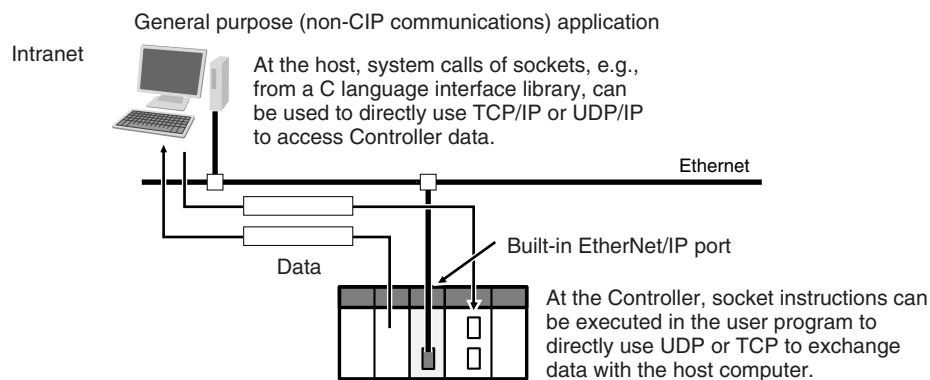 General purpose (non-CIP communications) application
Intranet
At the host, system calls of sockets, e.g.,
from a C language interface library, can
be used to directly use TCP/IP or UDP/IP
to access Controller data.
Ethernet
Built-in EtherNet/IP port
Data
At the Controller, socket instructions can
be executed in the user program to
directly use UDP or TCP to exchange
data with the host computer.